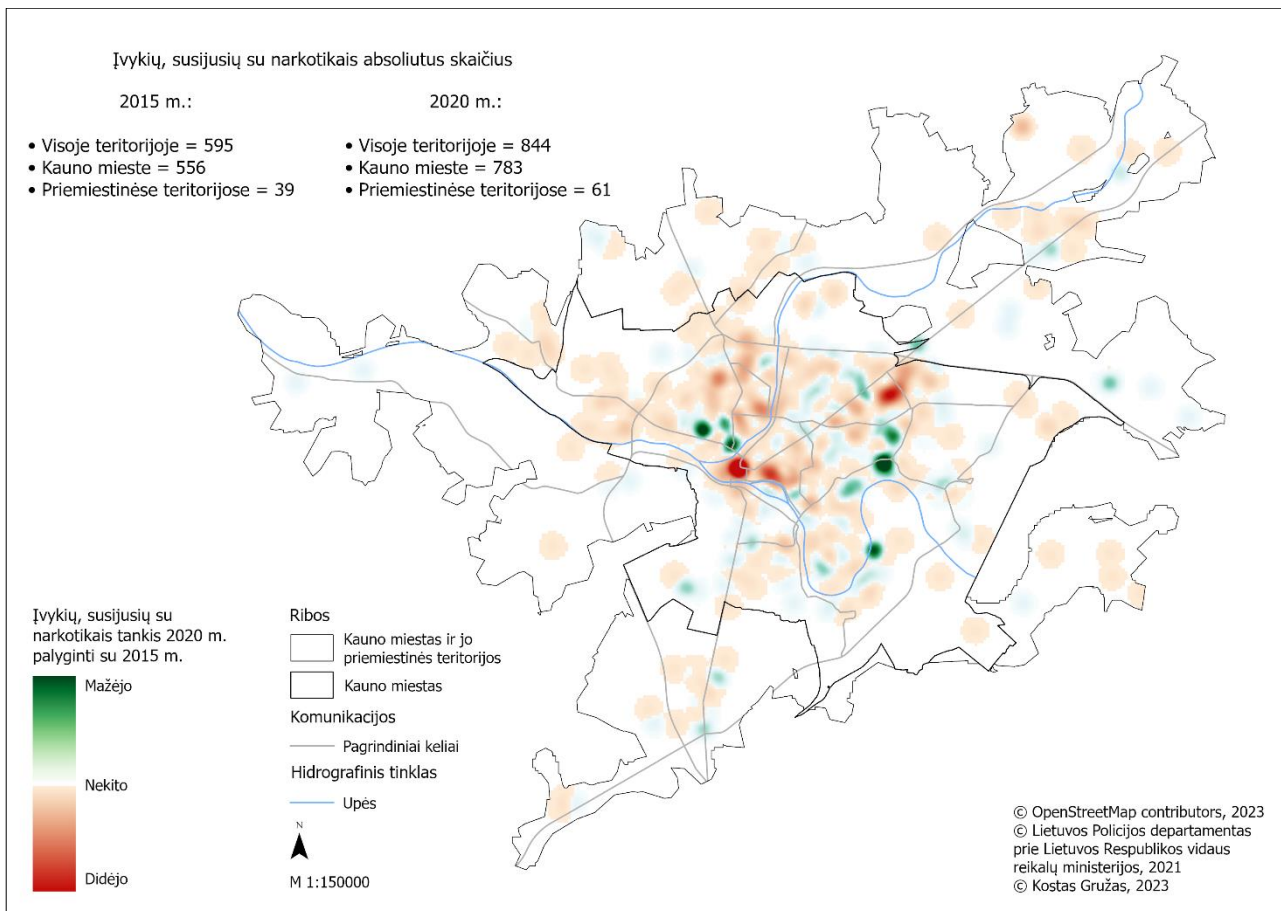 Įvykių, susijusių su narkotikais absoliutus skaičius
2015 m.:
• Visoje teritorijoje = 595
• Kauno mieste = 556
• Priemiestinėse teritorijose = 39
2020 m.:
• Visoje teritorijoje = 844
• Kauno mieste = 783
• Priemiestinėse teritorijose = 61
Įvykių, susijusių su
narkotikais tankis 2020 m.
palyginti su 2015 m.
Mažėjo
Nekito
Didėjo
Ribos
Kauno miestas ir jo
priemiestinės teritorijos
Kauno miestas
Komunikacijos
Pagrindiniai keliai
Hidrografinis tinklas
Upės
N
M 1:150000
© OpenStreetMap contributors, 2023
© Lietuvos Policijos departamentas
prie Lietuvos Respublikos vidaus
reikalų ministerijos, 2021
© Kostas Gružas, 2023